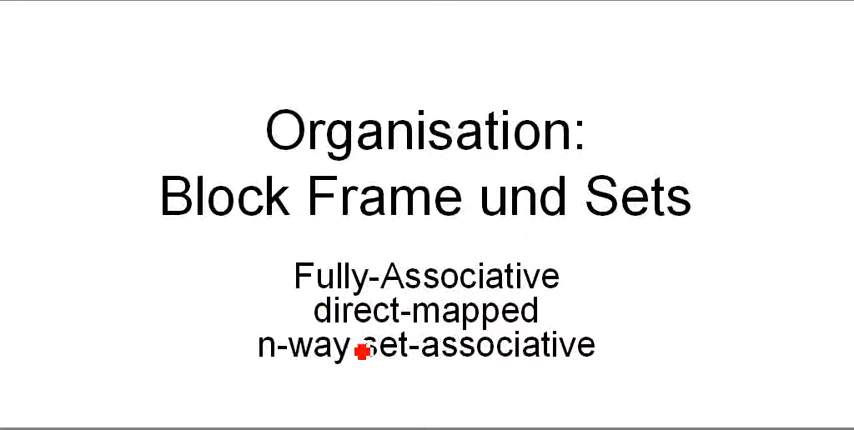 Organisation:
Block Frame und Sets
Fully-Associative
direct-mapped
n-way set-associative